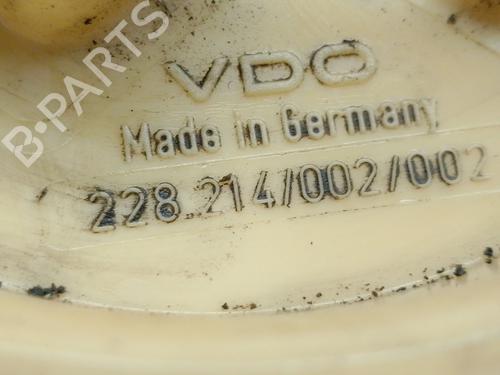 B-PARTS
VDO
Made in Germany
228.214/002/002